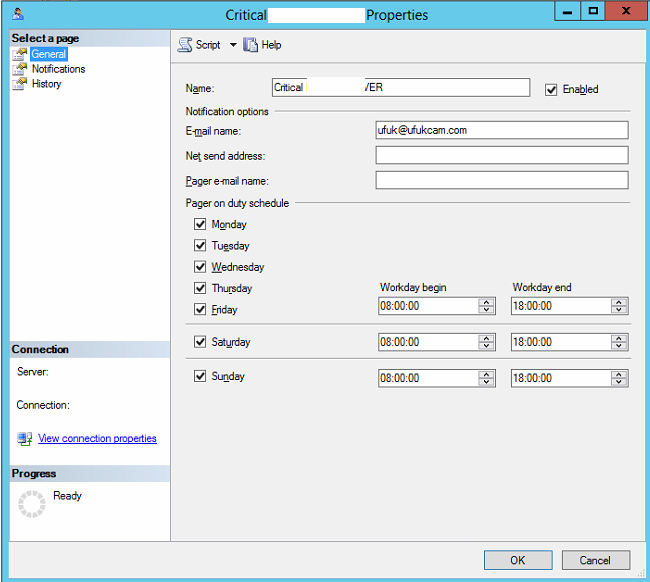 Critical Properties
Select a page
General
Notifications
History
Script Help
Name: Critical VER Enabled
Notification options
E-mail name: ufuk@ufukcam.com
Net send address:
Pager e-mail name:
Pager on duty schedule
Monday
Tuesday
Wednesday
Thursday Workday begin Workday end
Friday 08:00:00 18:00:00
Saturday 08:00:00 18:00:00
Sunday 08:00:00 18:00:00
Connection
Server:
Connection:
View connection properties
Progress
Ready
OK Cancel